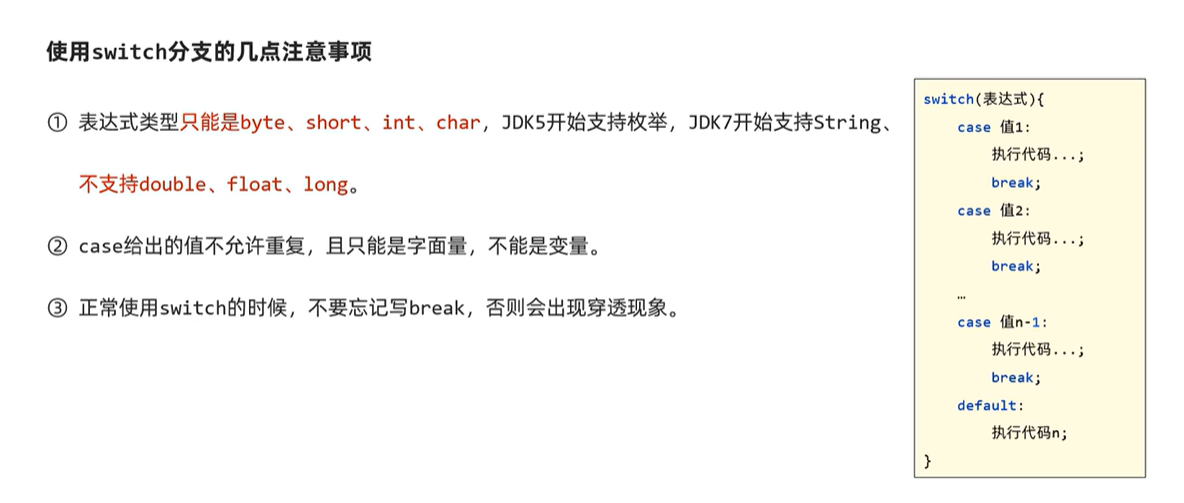 使用switch分支的几点注意事项
① 表达式类型只能是byte、short、int、char，JDK5开始支持枚举，JDK7开始支持String、
不支持double、float、long。
② case给出的值不允许重复，且只能是字面量，不能是变量。
③ 正常使用switch的时候，不要忘记写break，否则会出现穿透现象。
switch(表达式){
case 值1:
执行代码...;
break;
case 值2:
执行代码...;
break;
…
case 值n-1:
执行代码...;
break;
default:
执行代码n;
}